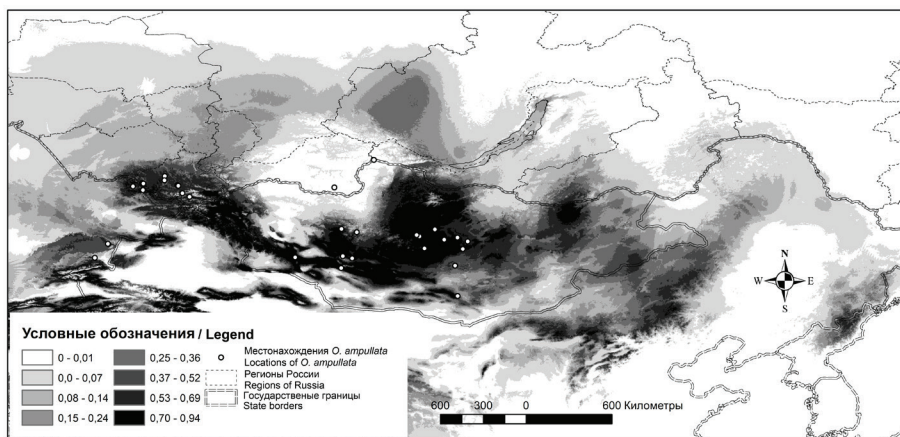 N
W
E
S
Условные обозначения / Legend
0 - 0,01
0,0 - 0,07
0,08 - 0,14
0,15 - 0,24
0,25 - 0,36
0,37 - 0,52
0,53 - 0,69
0,70 - 0,94
Местонахождения O. ampullata
Locations of O. ampullata
Регионы России
Regions of Russia
Государственые границы
State borders
600 300 0 600 Километры